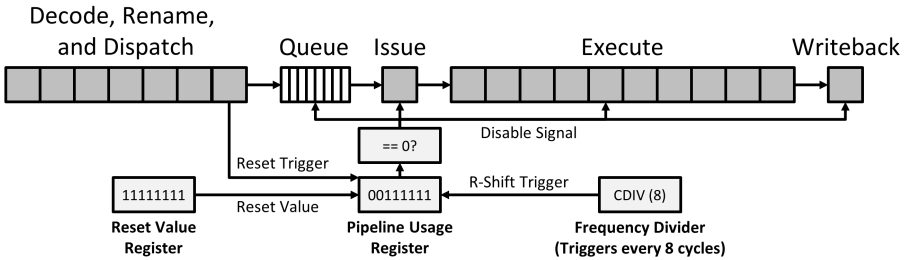 Decode, Rename,
and Dispatch
Queue
Issue
Execute
Writeback
Disable Signal
== 0?
Reset Trigger
11111111
Reset Value
00111111
R-Shift Trigger
CDIV (8)
Reset Value
Register
Pipeline Usage
Register
Frequency Divider
(Triggers every 8 cycles)